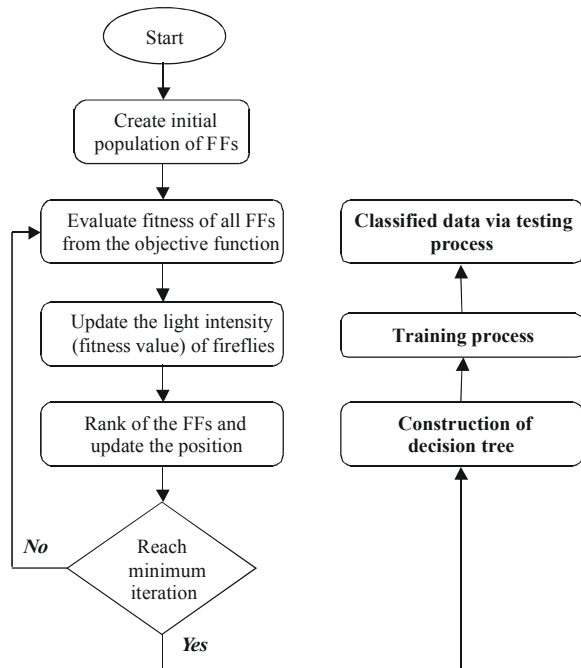 Start
Create initial
population of FFs
Evaluate fitness of all FFs
from the objective function
Update the light intensity
(fitness value) of fireflies
Rank of the FFs and
update the position
Reach
minimum
iteration
No
Yes
Construction of
decision tree
Training process
Classified data via testing
process